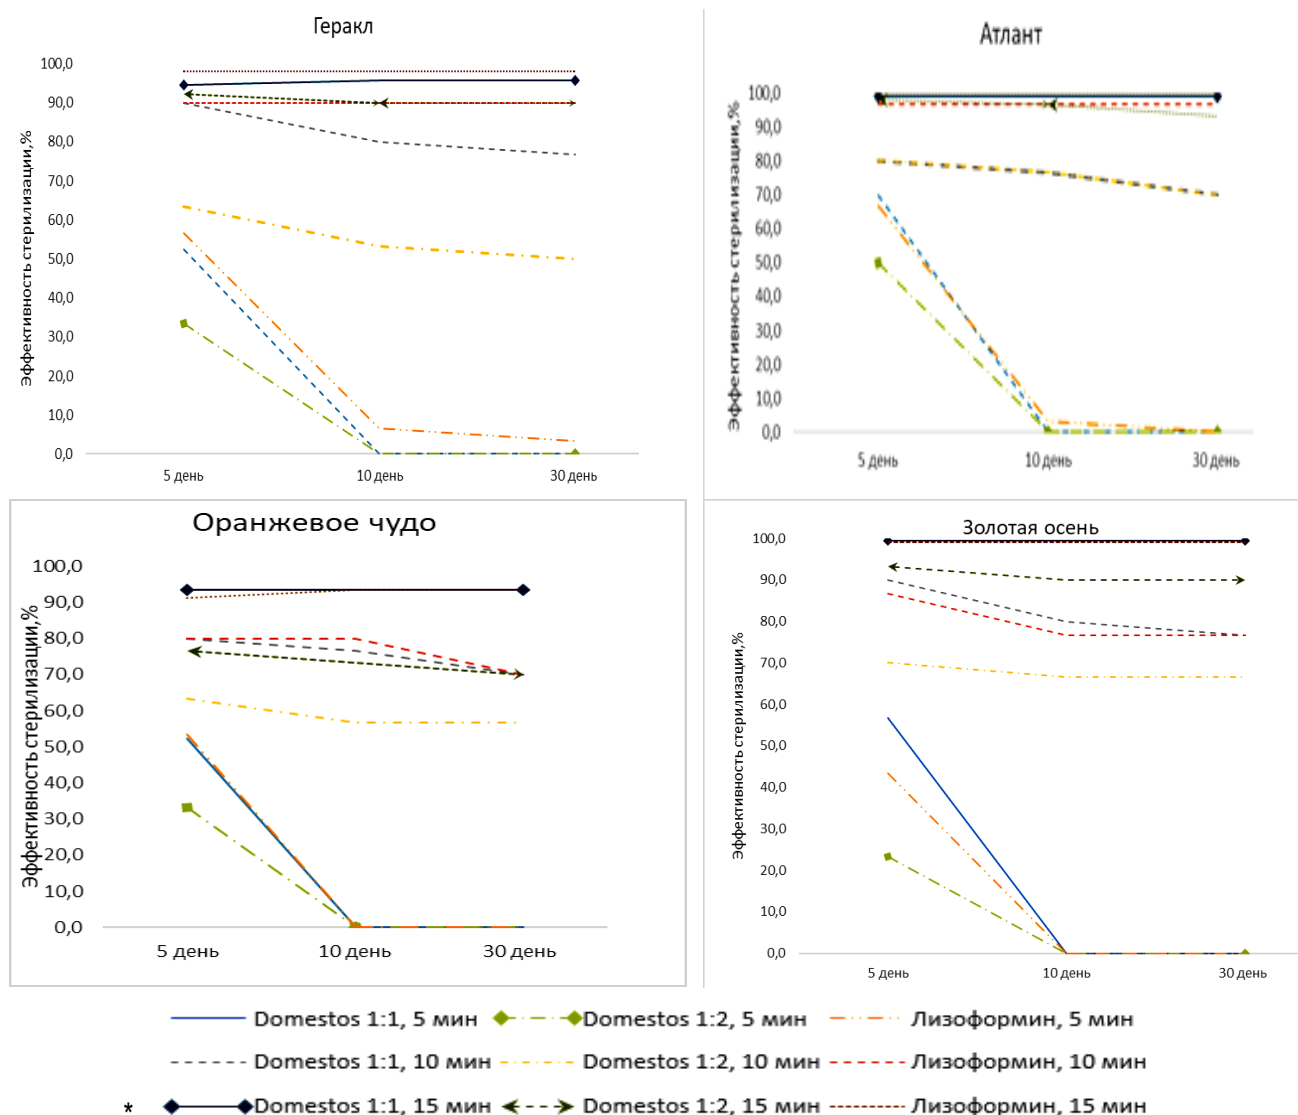 Геракл
Эффективность стерилизации,%
100,0
90,0
80,0
70,0
60,0
50,0
40,0
30,0
20,0
10,0
0,0
5 день 10 день 30 день
Атлант
Эффективность стерилизации,%
100,0
90,0
80,0
70,0
60,0
50,0
40,0
30,0
20,0
10,0
0,0
5 день 10 день 30 день
Оранжевое чудо
Эффективность стерилизации,%
100,0
90,0
80,0
70,0
60,0
50,0
40,0
30,0
20,0
10,0
0,0
5 день 10 день 30 день
Золотая осень
Эффективность стерилизации,%
100,0
90,0
80,0
70,0
60,0
50,0
40,0
30,0
20,0
10,0
0,0
5 день 10 день 30 день
Domestos 1:1, 5 мин Domestos 1:2, 5 мин Лизоформин, 5 мин
Domestos 1:1, 10 мин Domestos 1:2, 10 мин Лизоформин, 10 мин
* Domestos 1:1, 15 мин Domestos 1:2, 15 мин Лизоформин, 15 мин